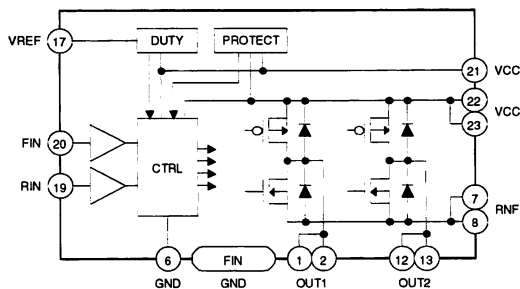 VREF 17 DUTY PROTECT
21 VCC
22 VCC
23
FIN 20
RIN 19
CTRL
7 RNF
8
6 FIN 1 2 12 13
GND GND OUT1 OUT2